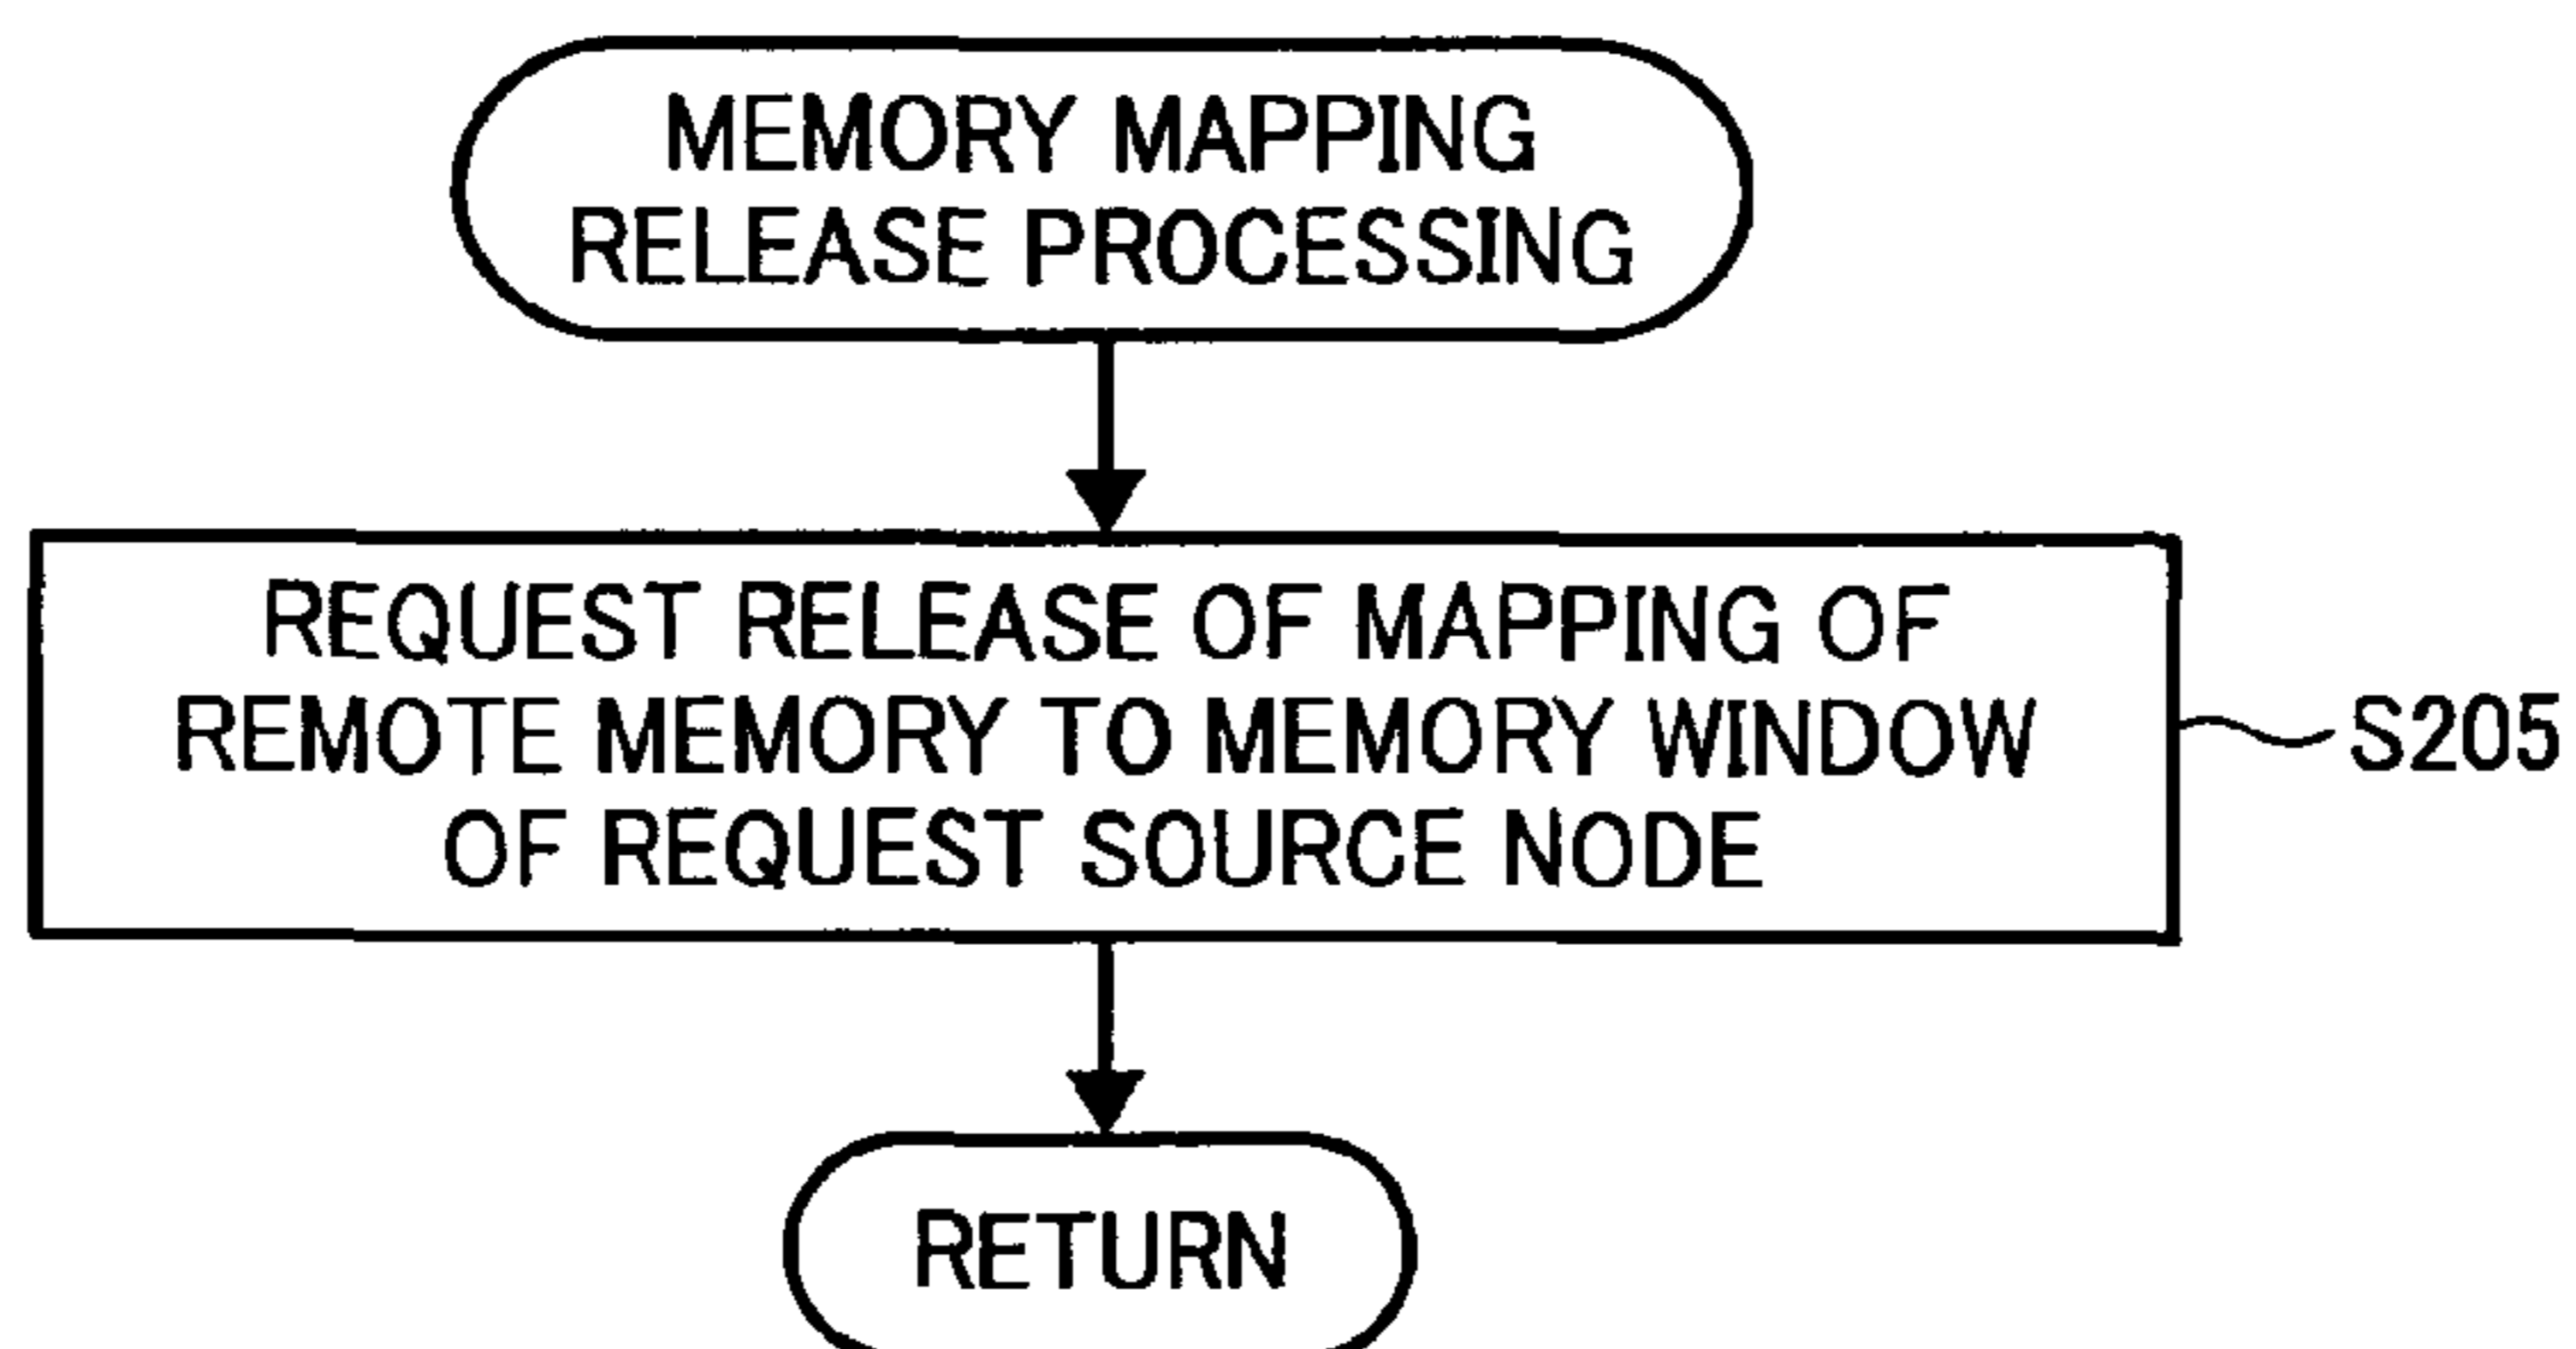 MEMORY MAPPING
RELEASE PROCESSING
REQUEST RELEASE OF MAPPING OF
REMOTE MEMORY TO MEMORY WINDOW
OF REQUEST SOURCE NODE
S205
RETURN